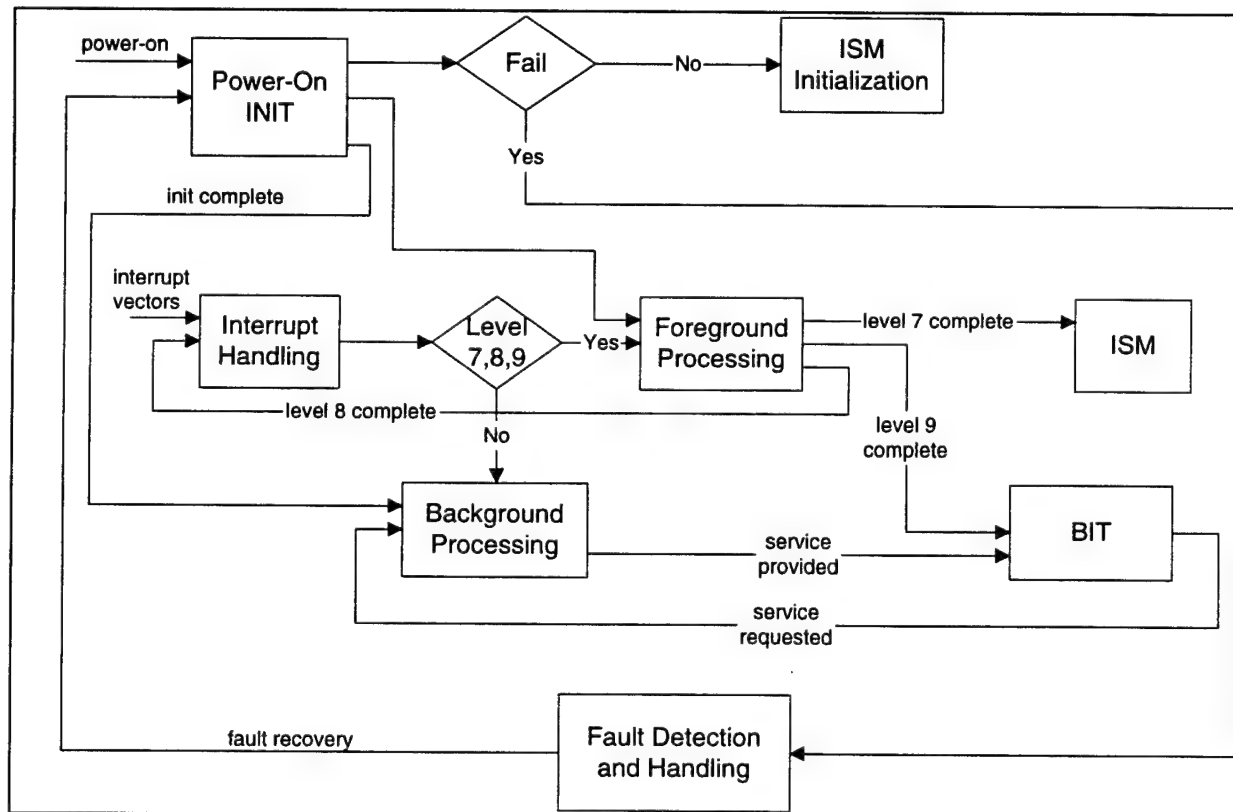 power-on
Power-On
INIT
Fail
No
ISM
Initialization
Yes
init complete
interrupt
vectors
Interrupt
Handling
Level
7,8,9
Yes
Foreground
Processing
level 7 complete
ISM
level 8 complete
No
level 9
complete
Background
Processing
service
provided
BIT
service
requested
fault recovery
Fault Detection
and Handling